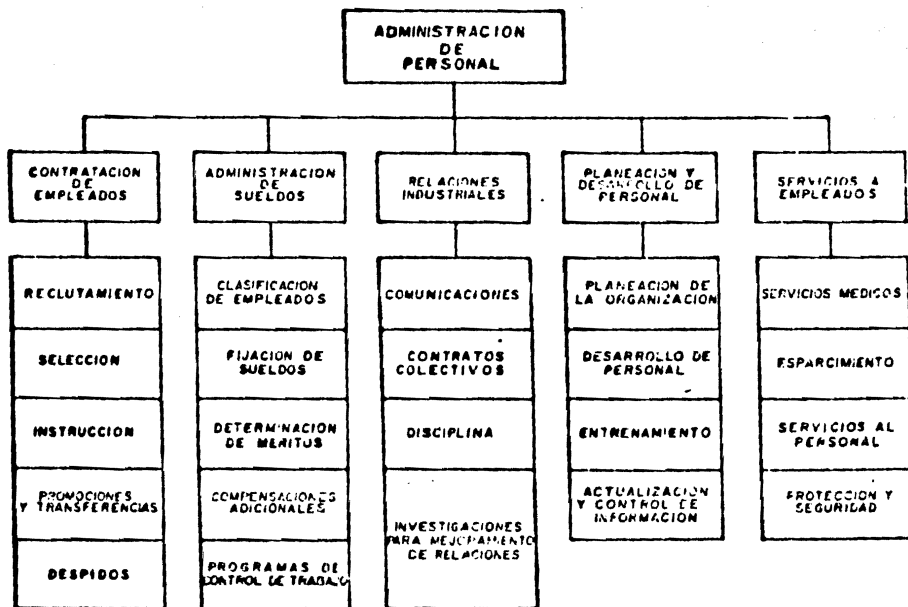 ADMINISTRACION
DE
PERSONAL
CONTRATACION
DE
EMPLEADOS
ADMINISTRACION
DE
SUELDOS
RELACIONES
INDUSTRIALES
PLANEACION Y
DESARROLLO DE
PERSONAL
SERVICIOS A
EMPLEADOS
RECLUTAMIENTO
SELECCION
INSTRUCCION
PROMOCIONES
Y TRANSFERENCIAS
DESPIDOS
CLASIFICACION
DE EMPLEADOS
FIJACION DE
SUELDOS
DETERMINACION
DE MERITOS
COMPENSACIONES
ADICIONALES
PROGRAMAS DE
CONTROL DE TRABAJO
COMUNICACIONES
CONTRATOS
COLECTIVOS
DISCIPLINA
INVESTIGACIONES
PARA MEJORAMIENTO
DE RELACIONES
PLANEACION DE
LA ORGANIZACION
DESARROLLO DE
PERSONAL
ENTRENAMIENTO
ACTUALIZACION
Y CONTROL DE
INFORMACION
SERVICIOS MEDICOS
ESPARCIMIENTO
SERVICIOS AL
PERSONAL
PROTECCION Y
SEGURIDAD